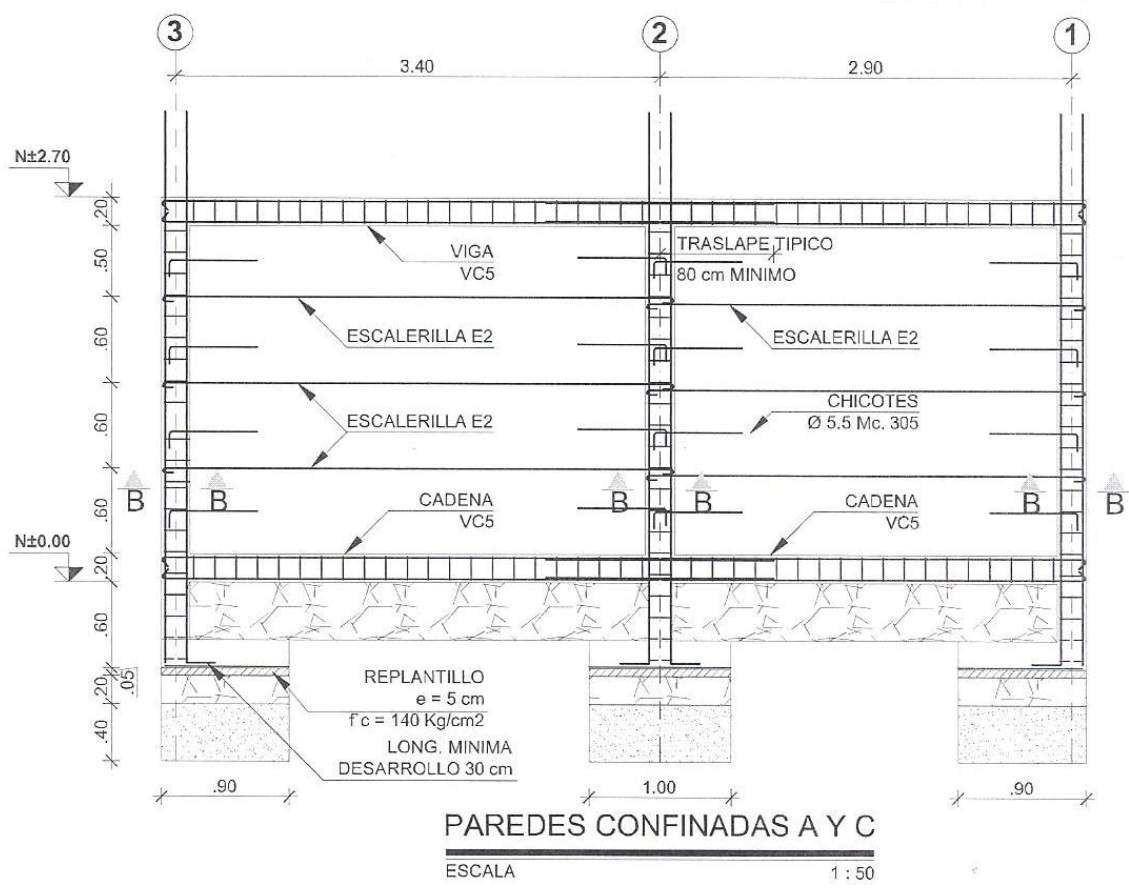 3
2
1
3.40
2.90
N±2.70
.20
.50
.60
.60
.60
.20
.60
.05
.20
.40
VIGA
VC5
TRASLAPE TIPICO
80 cm MINIMO
ESCALERILLA E2
ESCALERILLA E2
ESCALERILLA E2
CHICOTES
Ø 5.5 Mc. 305
B
B
B
B
B
B
CADENA
VC5
CADENA
VC5
N±0.00
REPLANTILLO
e = 5 cm
f'c = 140 Kg/cm2
LONG. MINIMA
DESARROLLO 30 cm
.90
1.00
.90
PAREDES CONFINADAS A Y C
ESCALA 1 : 50